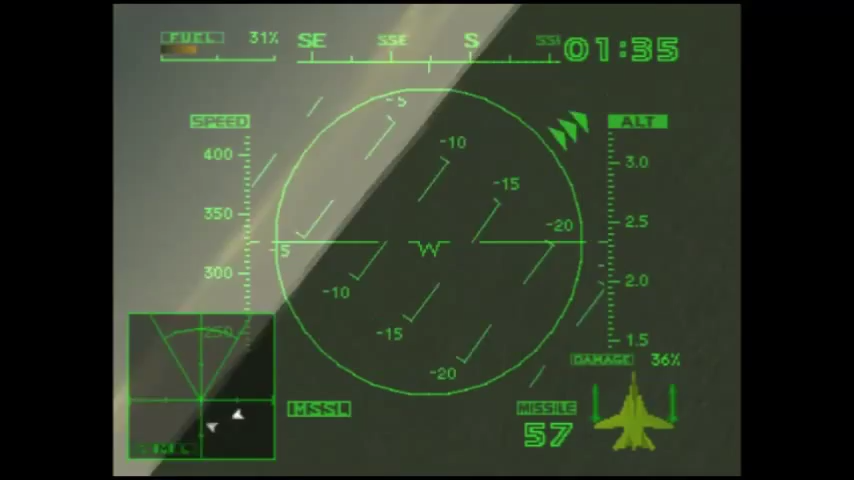 FUEL 31% SE SSE S 01:35
-5
SPEED ALT
-10
400 3.0
-15
350 2.5
-20
-5
300 2.0
-10
250 -15 1.5
DAMAGE 36%
-20
MSSL MISSILE
57